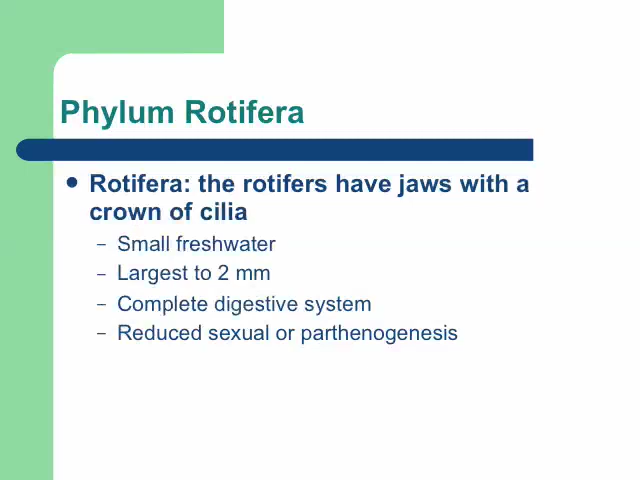 Phylum Rotifera
● Rotifera: the rotifers have jaws with a
crown of cilia
– Small freshwater
– Largest to 2 mm
– Complete digestive system
– Reduced sexual or parthenogenesis